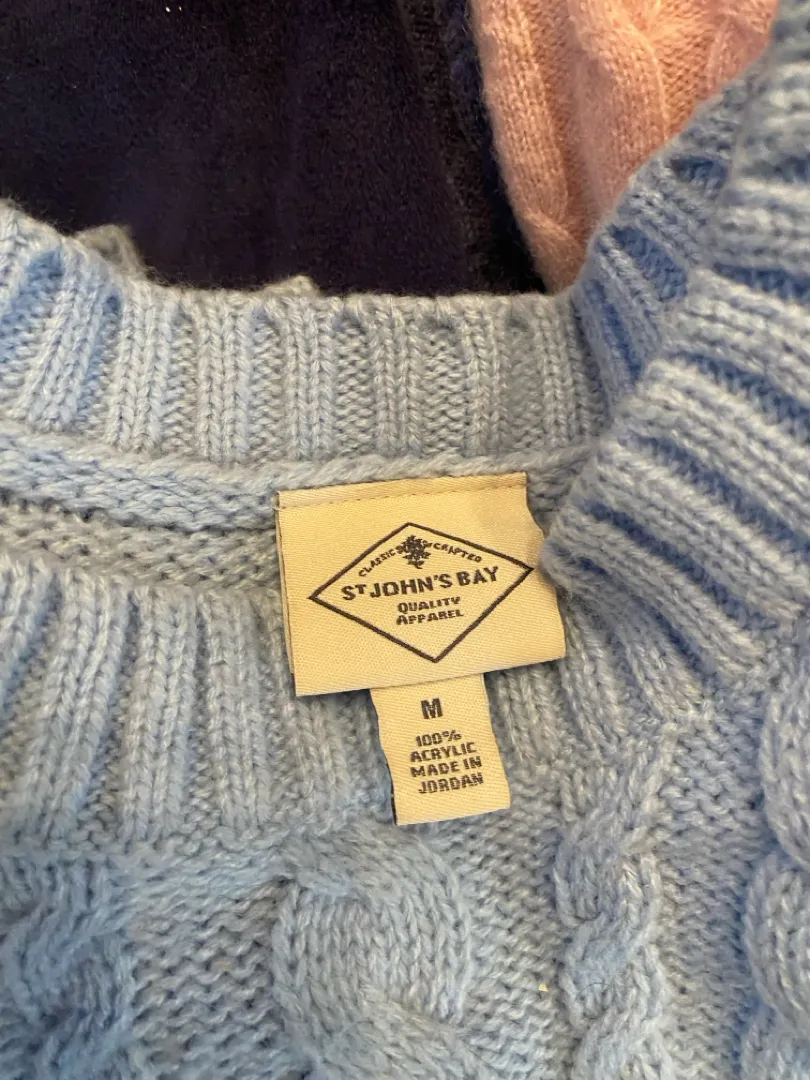 CLASSIC CRAFTED
ST JOHN'S BAY
QUALITY
APPAREL
M
100%
ACRYLIC
MADE IN
JORDAN